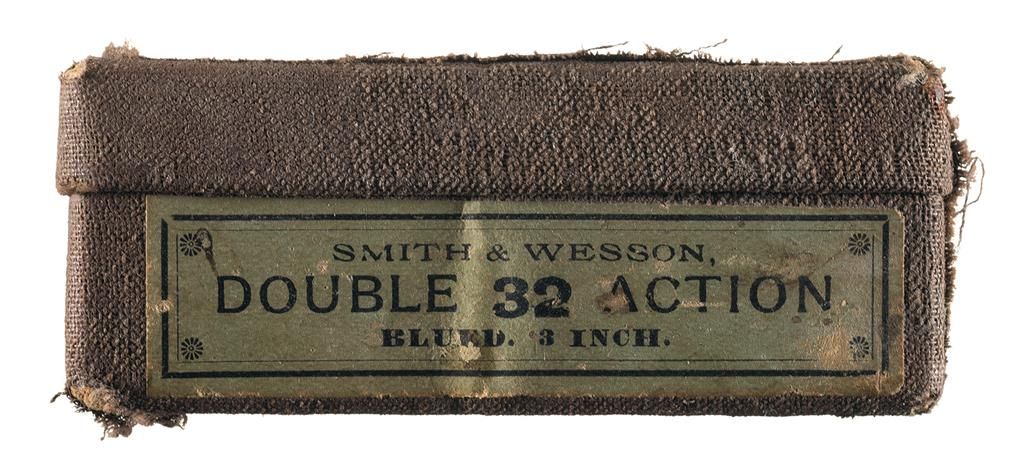 SMITH & WESSON,
DOUBLE 32 ACTION
BLUED. 3 INCH.